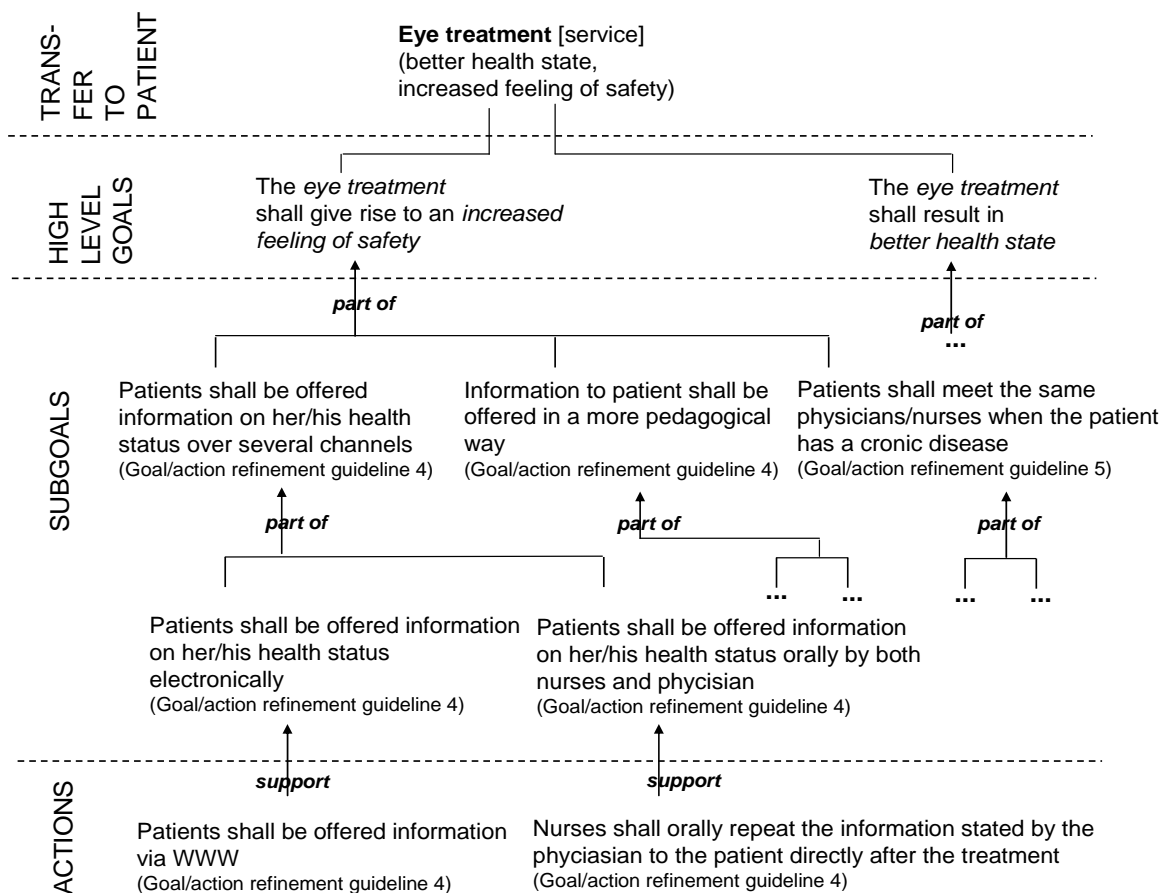 TRANS-
FER
TO
PATIENT
Eye treatment [service]
(better health state,
increased feeling of safety)
HIGH
LEVEL
GOALS
The eye treatment
shall give rise to an increased
feeling of safety
The eye treatment
shall result in
better health state
part of
part of
...
SUBGOALS
Patients shall be offered
information on her/his health
status over several channels
(Goal/action refinement guideline 4)
Information to patient shall be
offered in a more pedagogical
way
(Goal/action refinement guideline 4)
Patients shall meet the same
physicians/nurses when the patient
has a cronic disease
(Goal/action refinement guideline 5)
part of
part of
part of
...
...
...
...
Patients shall be offered information
on her/his health status
electronically
(Goal/action refinement guideline 4)
Patients shall be offered information
on her/his health status orally by both
nurses and phycisian
(Goal/action refinement guideline 4)
support
support
ACTIONS
Patients shall be offered information
via WWW
(Goal/action refinement guideline 4)
Nurses shall orally repeat the information stated by the
phyciasian to the patient directly after the treatment
(Goal/action refinement guideline 4)